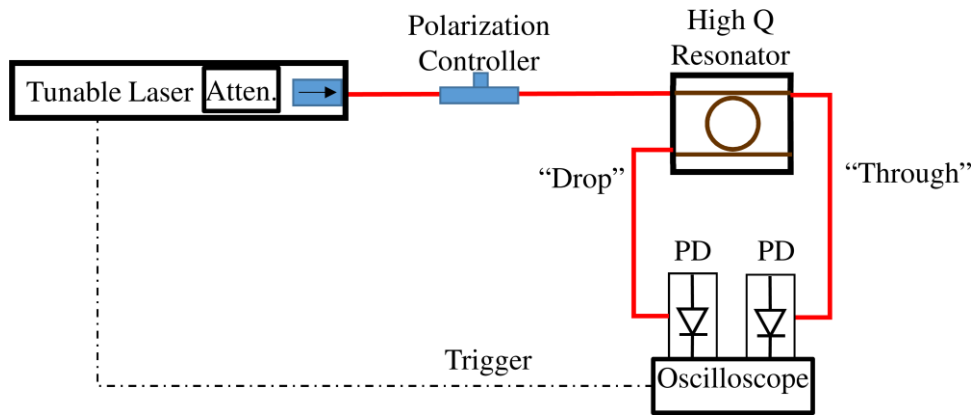 Polarization
Controller
High Q
Resonator
Tunable Laser
Atten.
“Drop”
“Through”
PD
PD
Trigger
Oscilloscope